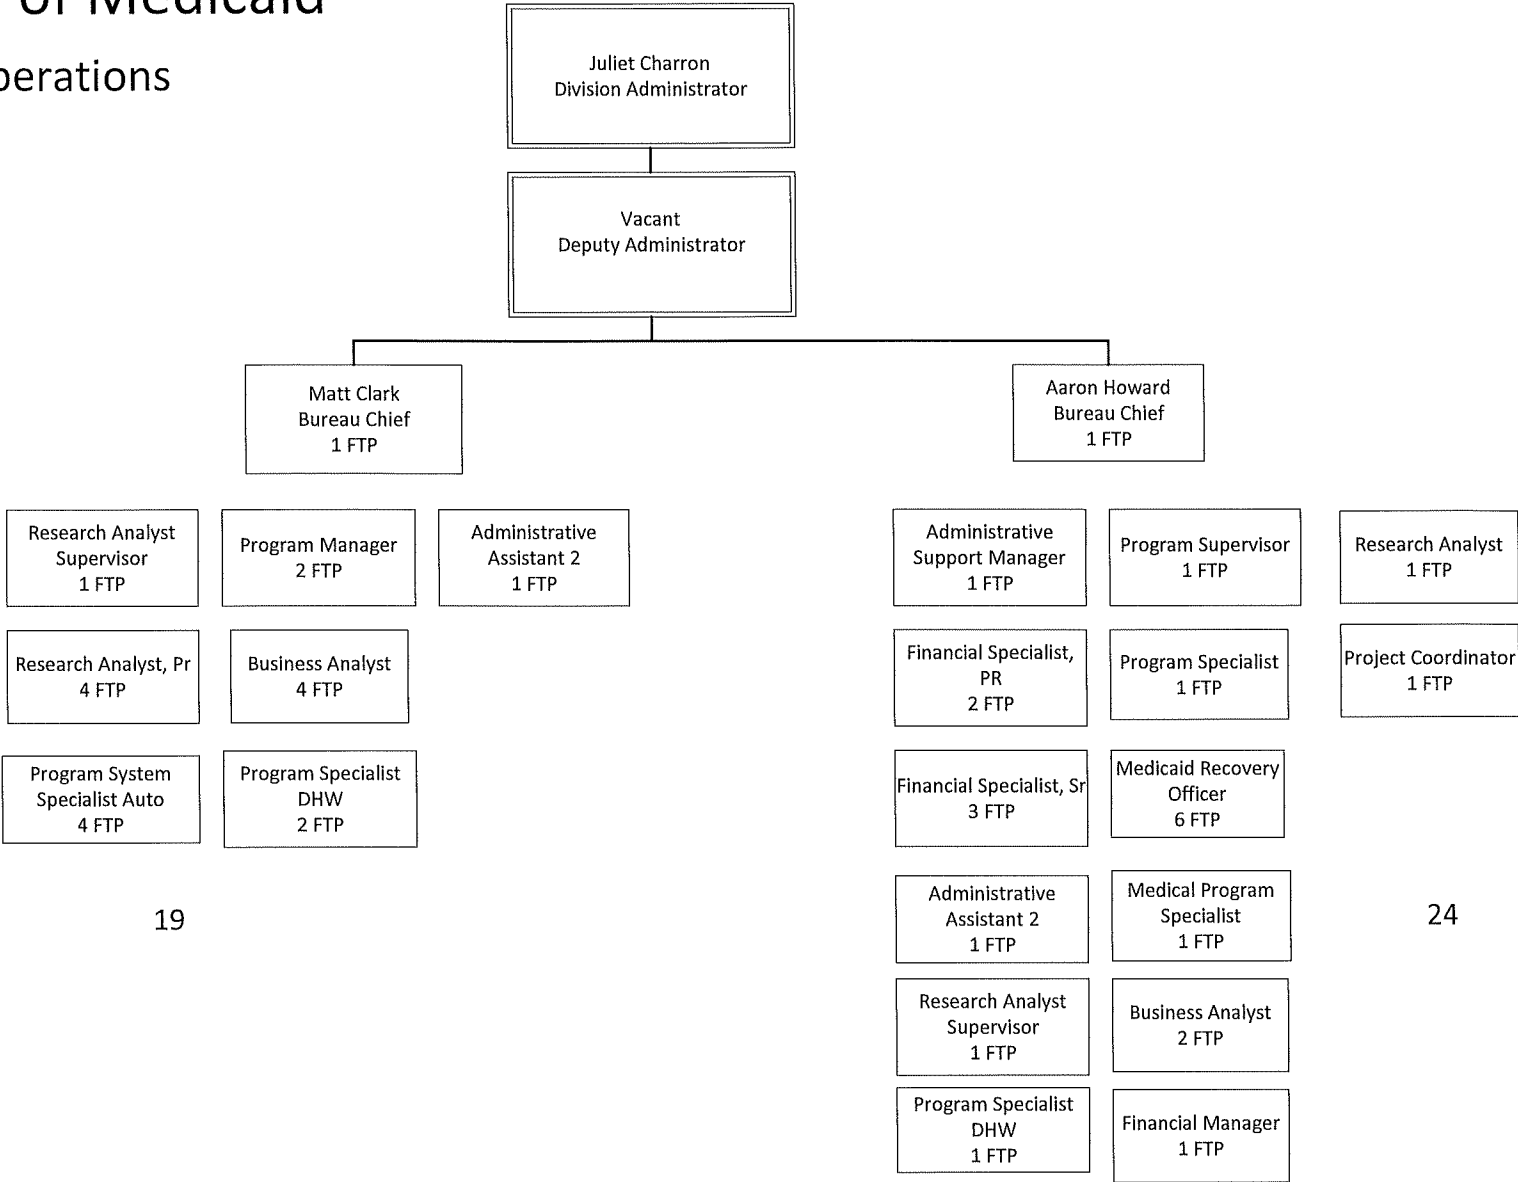 of Medicaid
perations
Juliet Charron
Division Administrator
Vacant
Deputy Administrator
Matt Clark
Bureau Chief
1 FTP
Aaron Howard
Bureau Chief
1 FTP
Research Analyst
Supervisor
1 FTP
Program Manager
2 FTP
Administrative
Assistant 2
1 FTP
Research Analyst, Pr
4 FTP
Business Analyst
4 FTP
Program System
Specialist Auto
4 FTP
Program Specialist
DHW
2 FTP
19
Administrative
Support Manager
1 FTP
Program Supervisor
1 FTP
Research Analyst
1 FTP
Financial Specialist,
PR
2 FTP
Program Specialist
1 FTP
Project Coordinator
1 FTP
Financial Specialist, Sr
3 FTP
Medicaid Recovery
Officer
6 FTP
Administrative
Assistant 2
1 FTP
Medical Program
Specialist
1 FTP
24
Research Analyst
Supervisor
1 FTP
Business Analyst
2 FTP
Program Specialist
DHW
1 FTP
Financial Manager
1 FTP